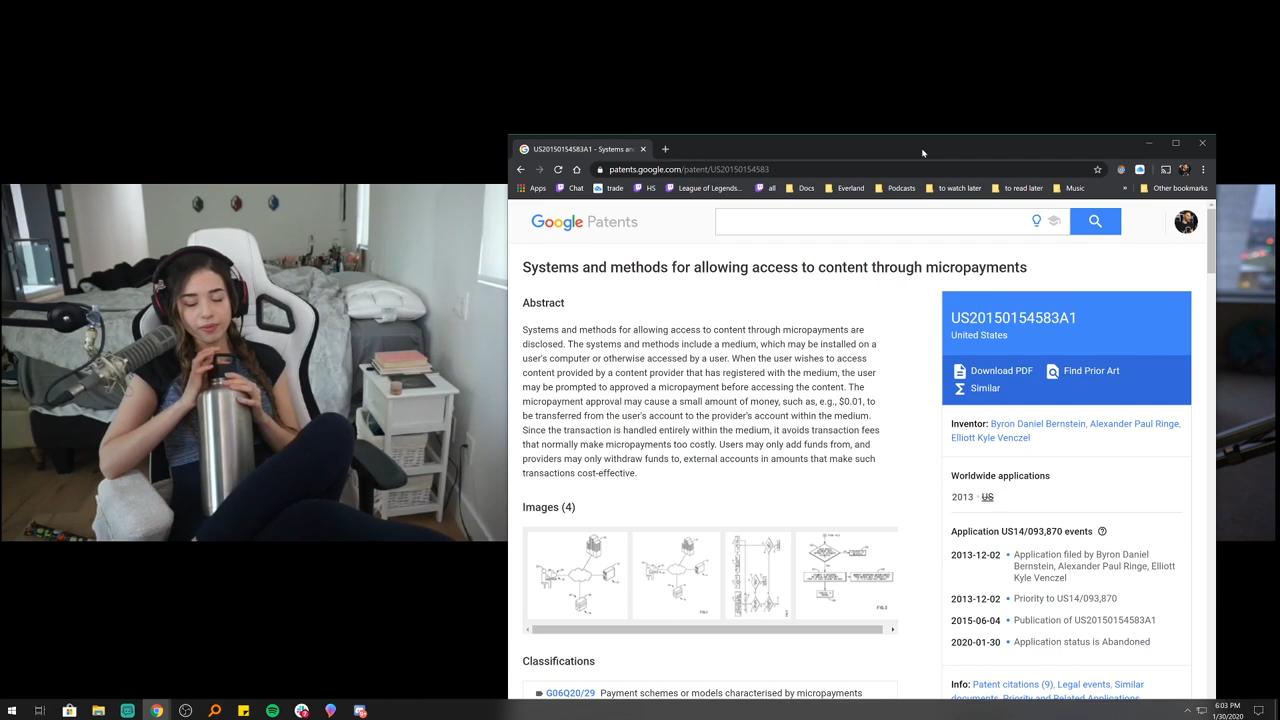 US20150154583A1 - Systems an
patents.google.com/patent/US20150154583
Apps Chat trade HS League of Legends... all Docs Everland Podcasts to watch later to read later Music » Other bookmarks
Google Patents
Systems and methods for allowing access to content through micropayments
Abstract
Systems and methods for allowing access to content through micropayments are
disclosed. The systems and methods include a medium, which may be installed on a
user's computer or otherwise accessed by a user. When the user wishes to access
content provided by a content provider that has registered with the medium, the user
may be prompted to approved a micropayment before accessing the content. The
micropayment approval may cause a small amount of money, such as, e.g., $0.01, to
be transferred from the user's account to the provider's account within the medium.
Since the transaction is handled entirely within the medium, it avoids transaction fees
that normally make micropayments too costly. Users may only add funds from, and
providers may only withdraw funds to, external accounts in amounts that make such
transactions cost-effective.
Images (4)
FIG.3
Classifications
G06Q20/29 Payment schemes or models characterised by micropayments
US20150154583A1
United States
Download PDF Find Prior Art
Similar
Inventor: Byron Daniel Bernstein, Alexander Paul Ringe,
Elliott Kyle Venczel
Worldwide applications
2013 · US
Application US14/093,870 events
2013-12-02 • Application filed by Byron Daniel
Bernstein, Alexander Paul Ringe, Elliott
Kyle Venczel
2013-12-02 • Priority to US14/093,870
2015-06-04 • Publication of US20150154583A1
2020-01-30 • Application status is Abandoned
Info: Patent citations (9), Legal events, Similar
documents, Priority and Related Applications
6:03 PM
1/30/2020